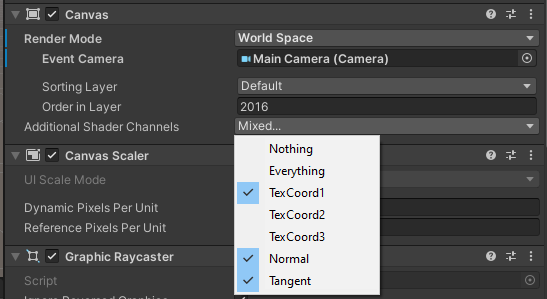 Canvas
Render Mode World Space
Event Camera Main Camera (Camera)
Sorting Layer Default
Order in Layer 2016
Additional Shader Channels Mixed...
Nothing
Canvas Scaler
UI Scale Mode
Everything
TexCoord1
Dynamic Pixels Per Unit
TexCoord2
Reference Pixels Per Unit
TexCoord3
Graphic Raycaster
Normal
Script
Tangent